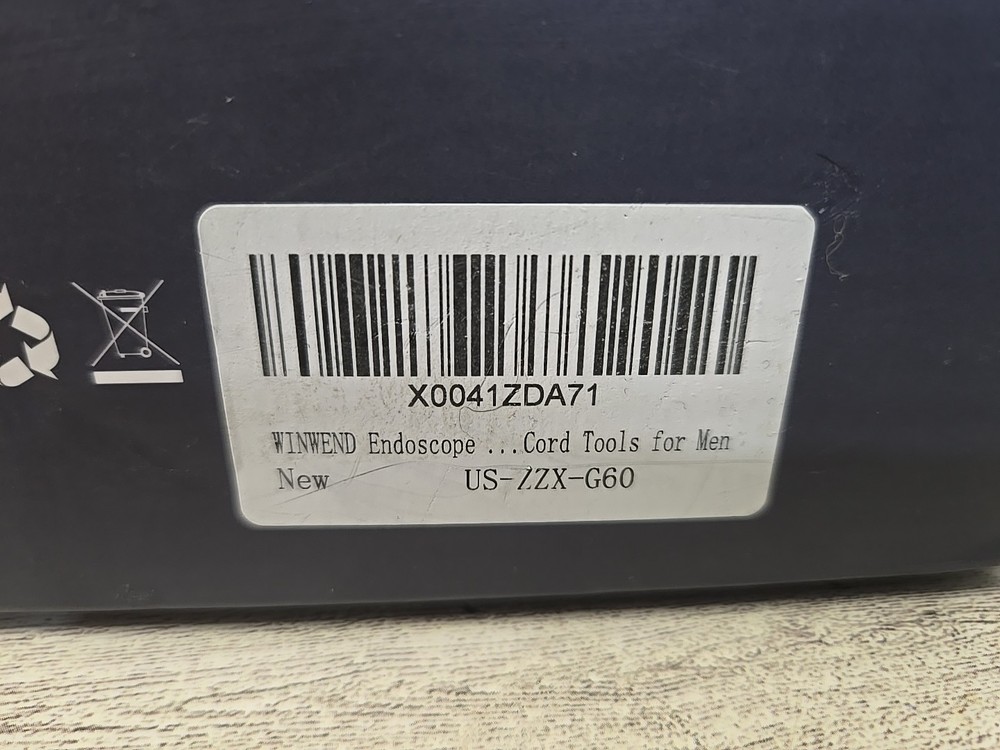 X0041ZDA71
WINWEND Endoscope ...Cord Tools for Men
New US-ZZX-G60